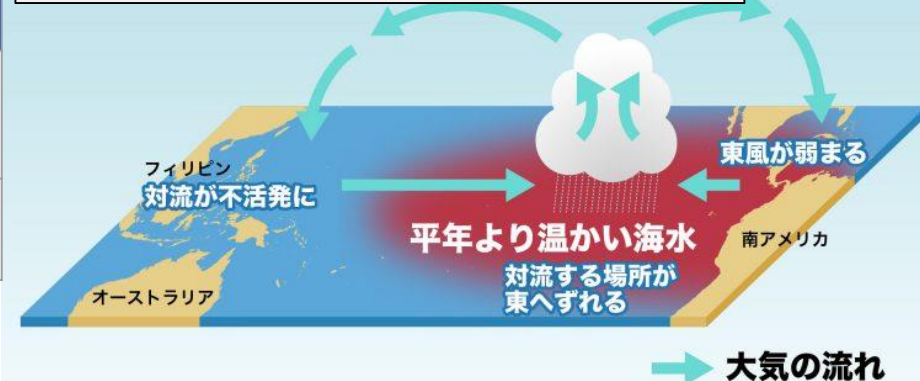 フィリピン
対流が不活発に
東風が弱まる
平年より温かい海水
南アメリカ
対流する場所が
東へずれる
オーストラリア
大気の流れ